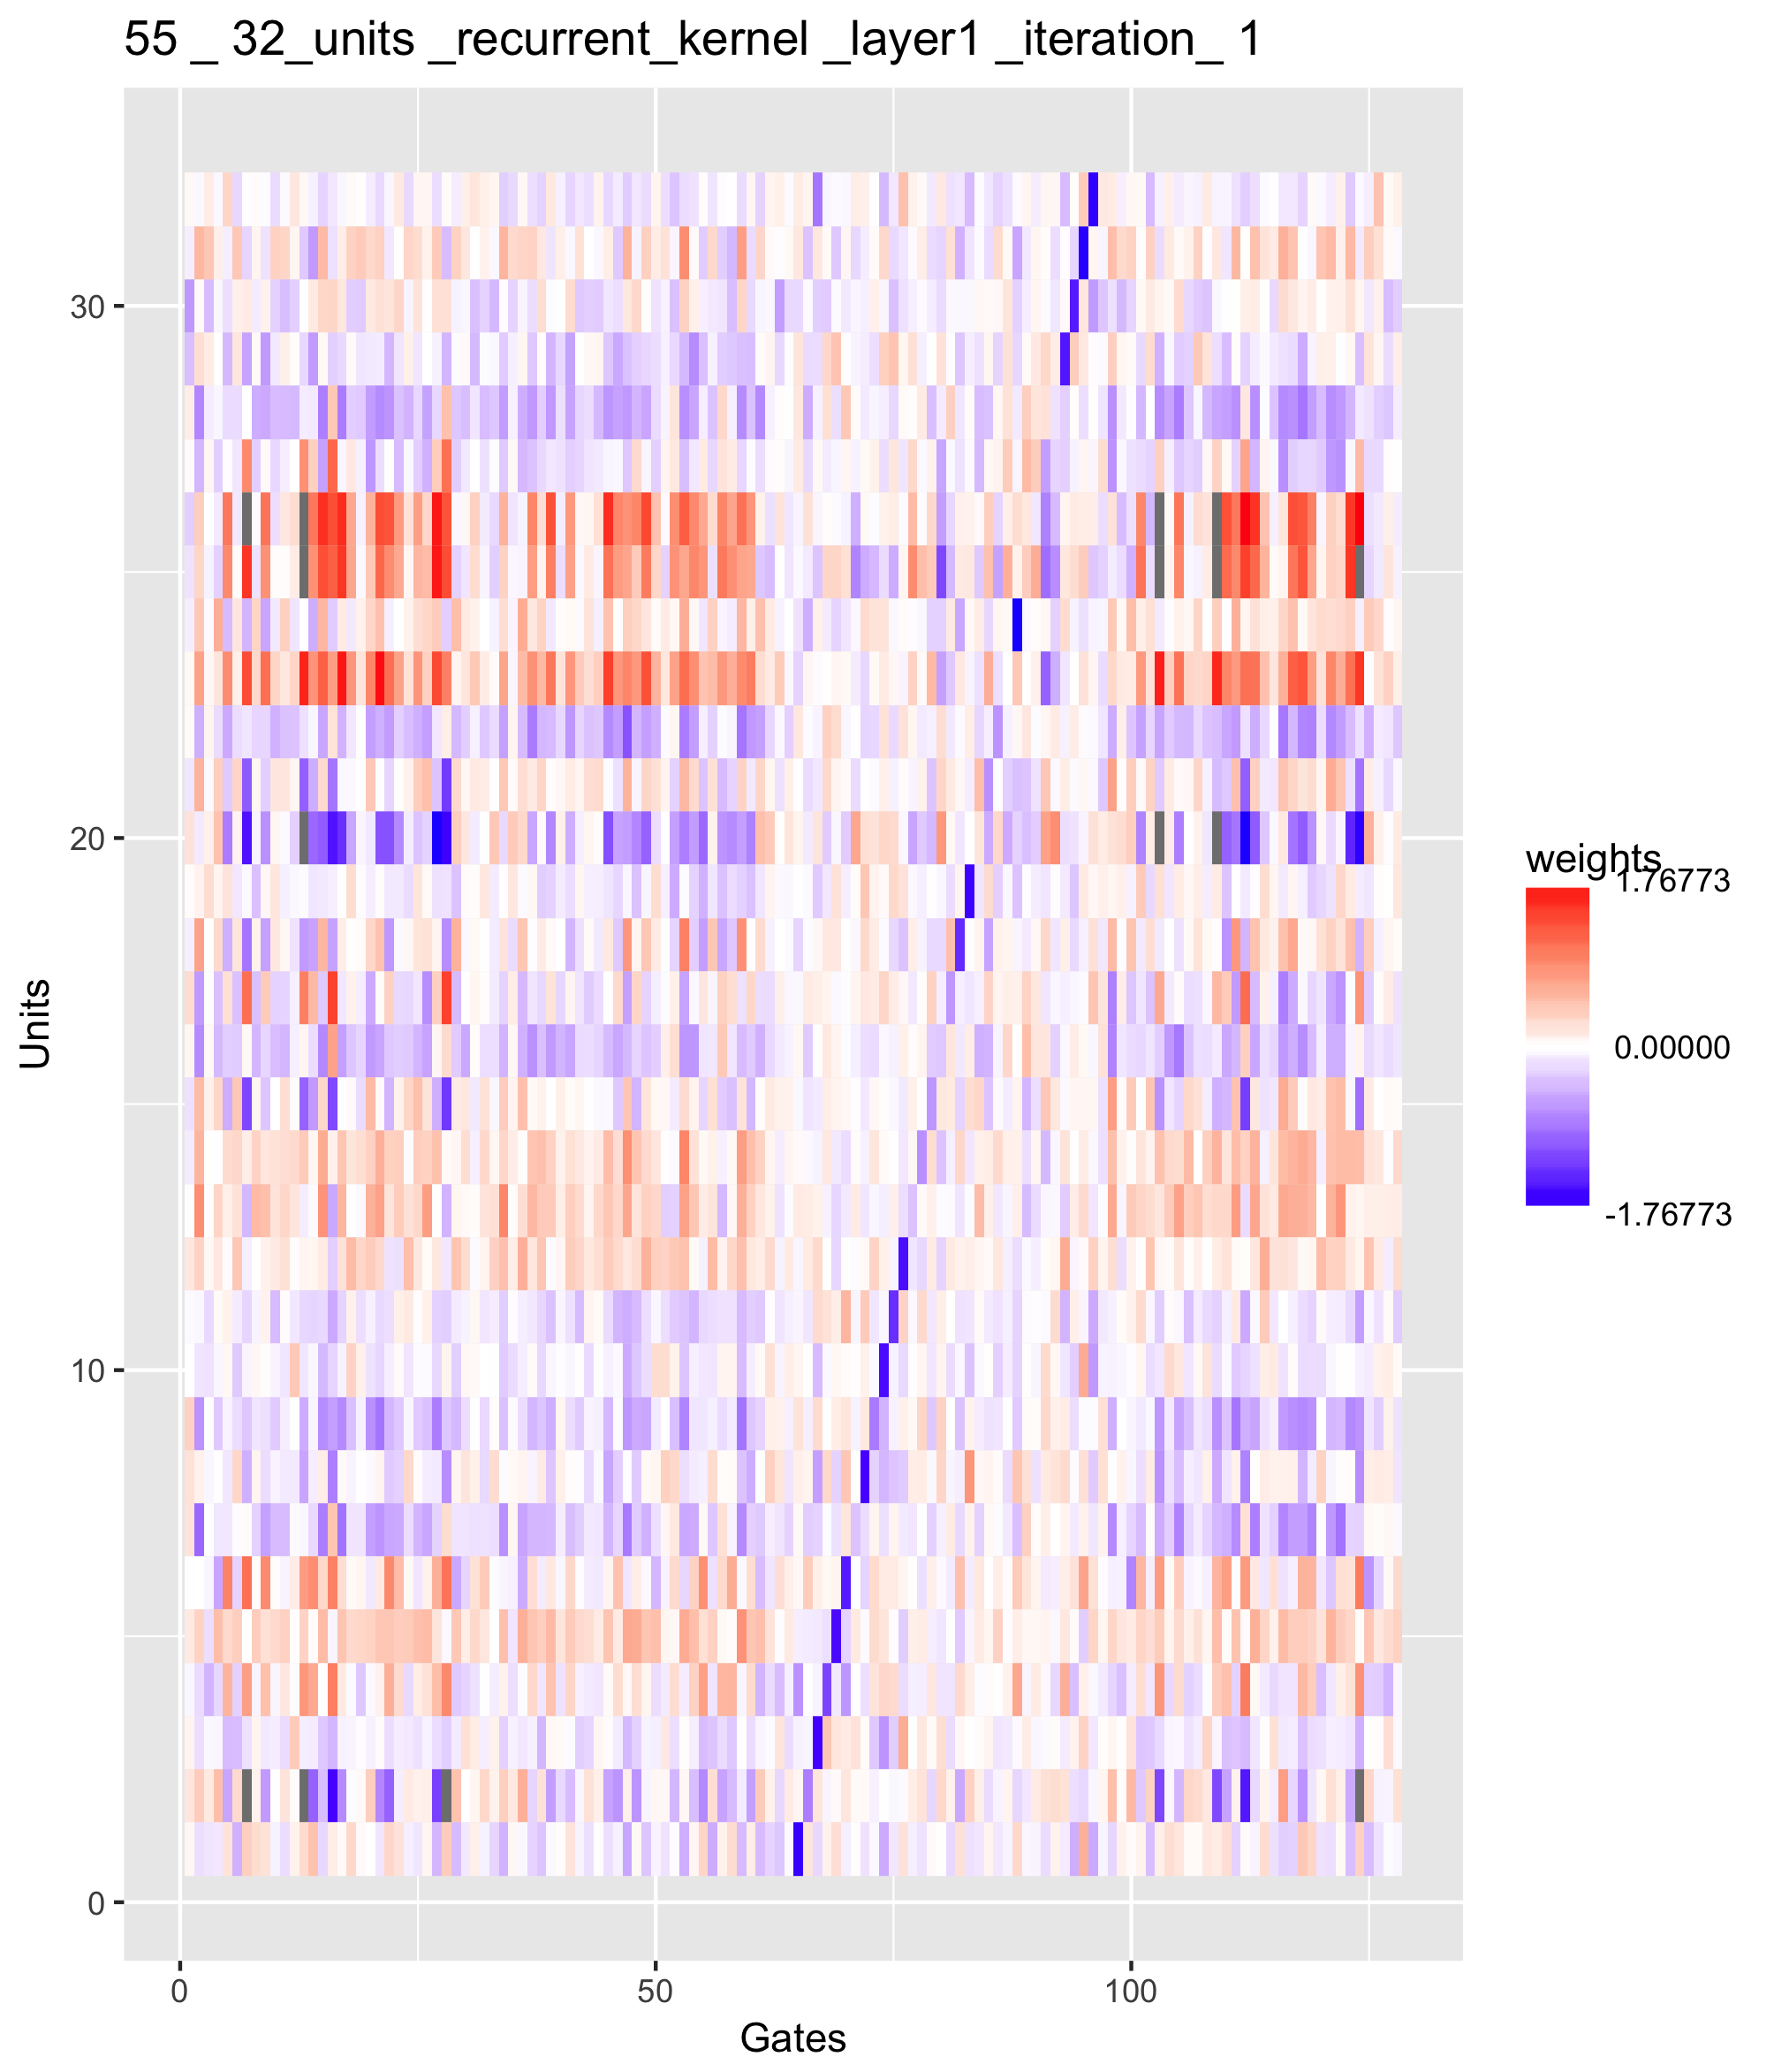 55 _ 32_units _recurrent_kernel _layer1 _iteration_ 1
30
20
10
0
Units
0 50 100
Gates
weights
1.76773
0.00000
-1.76773